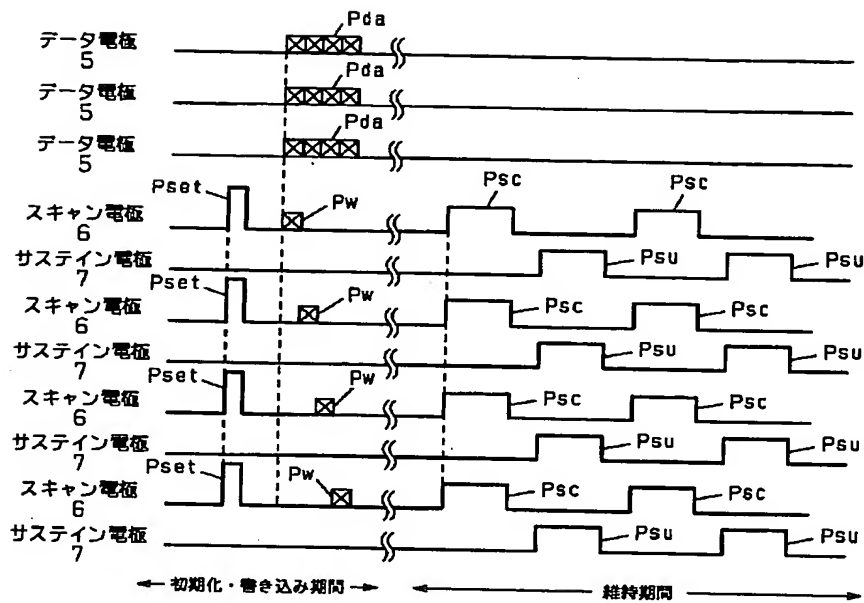 Pda
データ電極
5
Pda
データ電極
5
Pda
データ電極
5
Pset
Pw
Psc
Psc
スキャン電極
6
サステイン電極
7
Psu
Psu
Pset
Pw
スキャン電極
6
Psc
Psc
サステイン電極
7
Psu
Psu
Pset
Pw
スキャン電極
6
Psc
Psc
サステイン電極
7
Psu
Psu
Pset
Pw
スキャン電極
6
Psc
Psc
サステイン電極
7
Psu
Psu
初期化・書き込み期間
維持期間